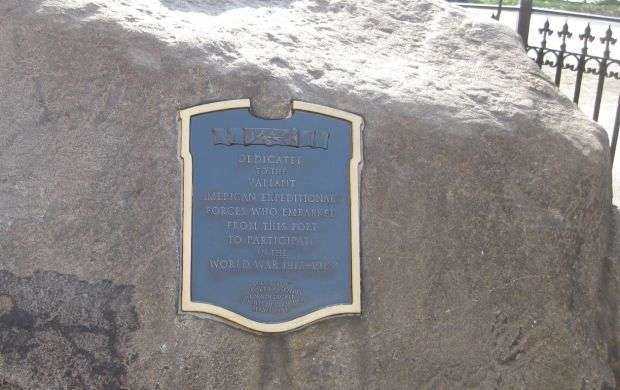 DEDICATED
TO THE
VALIANT
AMERICAN EXPEDITIONARY
FORCES WHO EMBARKED
FROM THIS PORT
TO PARTICIPATE
IN THE
WORLD WAR 1917-1918